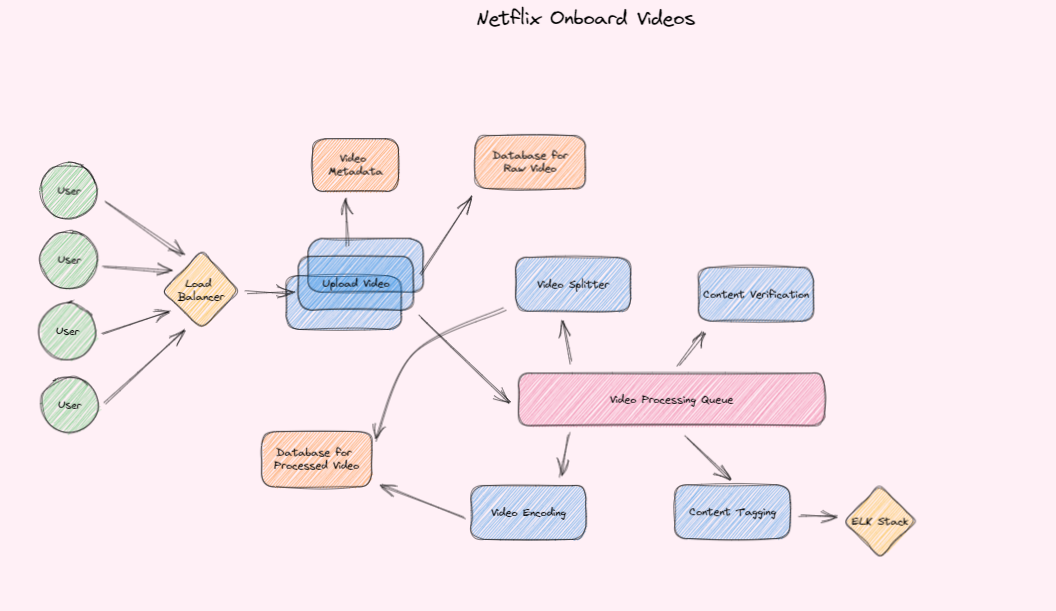 Netflix Onboard Videos
Video
Metadata
Database for
Raw Video
User
User
User
User
Load
Balancer
Upload Video
Video Splitter
Content Verification
Video Processing Queue
Database for
Processed Video
Video Encoding
Content Tagging
ELK Stack